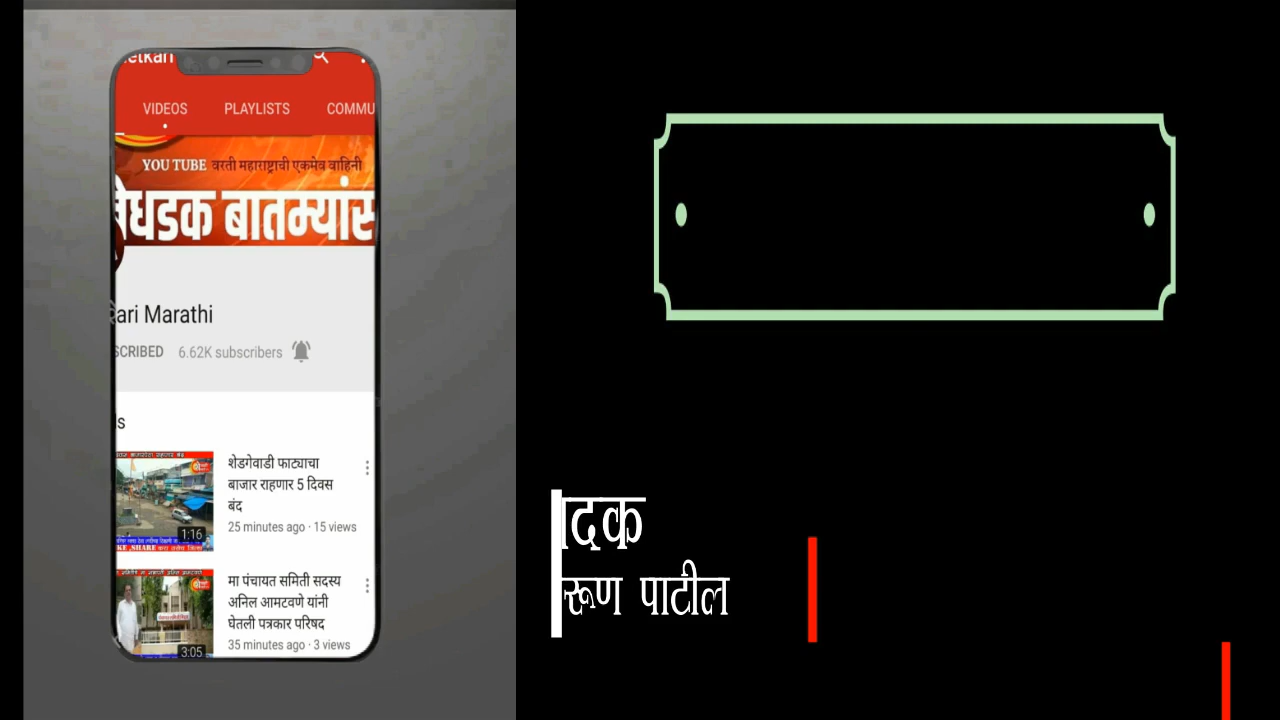 VIDEOS PLAYLISTS COMMU
YOU TUBE वरती महाराष्ट्राची एकमेव वाहिनी
बेधडक बातम्यांस
ari Marathi
SCRIBED 6.62K subscribers
s
शेडगेवाडी फाट्याचा
बाजार राहणार 5 दिवस
बंद
25 minutes ago · 15 views
1:16
मा पंचायत समिती सदस्य
अनिल आमटवणे यांनी
घेतली पत्रकार परिषद
35 minutes ago · 3 views
3:05
ादक
रूण पाटील